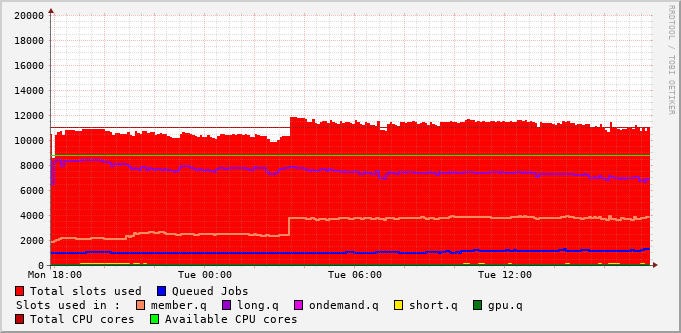 RRDTOOL / TOBI OETIKER
20000
18000
16000
14000
12000
10000
8000
6000
4000
2000
0
Mon 18:00 Tue 00:00 Tue 06:00 Tue 12:00
Total slots used Queued Jobs
Slots used in : member.q long.q ondemand.q short.q gpu.q
Total CPU cores Available CPU cores